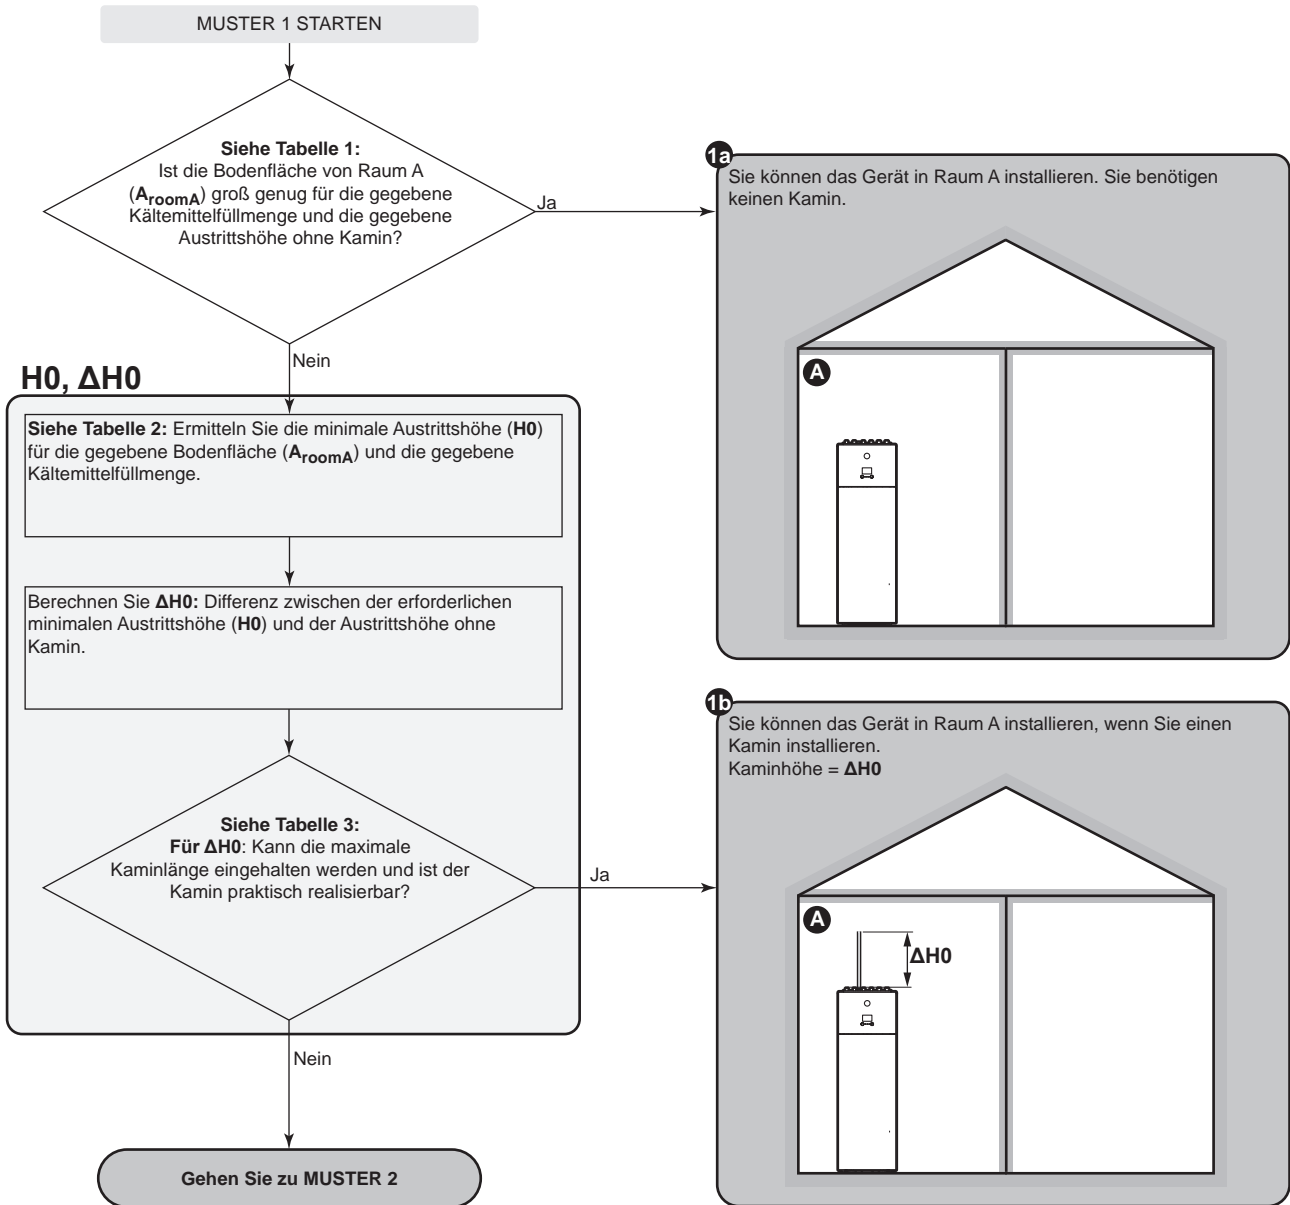 MUSTER 1 STARTEN
Siehe Tabelle 1:
Ist die Bodenfläche von Raum A
(AroomA) groß genug für die gegebene
Kältemittelfüllmenge und die gegebene
Austrittshöhe ohne Kamin?
Ja
1a
Sie können das Gerät in Raum A installieren. Sie benötigen
keinen Kamin.
A
Nein
H0, ΔH0
Siehe Tabelle 2: Ermitteln Sie die minimale Austrittshöhe (H0)
für die gegebene Bodenfläche (AroomA) und die gegebene
Kältemittelfüllmenge.
Berechnen Sie ΔH0: Differenz zwischen der erforderlichen
minimalen Austrittshöhe (H0) und der Austrittshöhe ohne
Kamin.
Siehe Tabelle 3:
Für ΔH0: Kann die maximale
Kaminlänge eingehalten werden und ist der
Kamin praktisch realisierbar?
Ja
1b
Sie können das Gerät in Raum A installieren, wenn Sie einen
Kamin installieren.
Kaminhöhe = ΔH0
A
ΔH0
Nein
Gehen Sie zu MUSTER 2